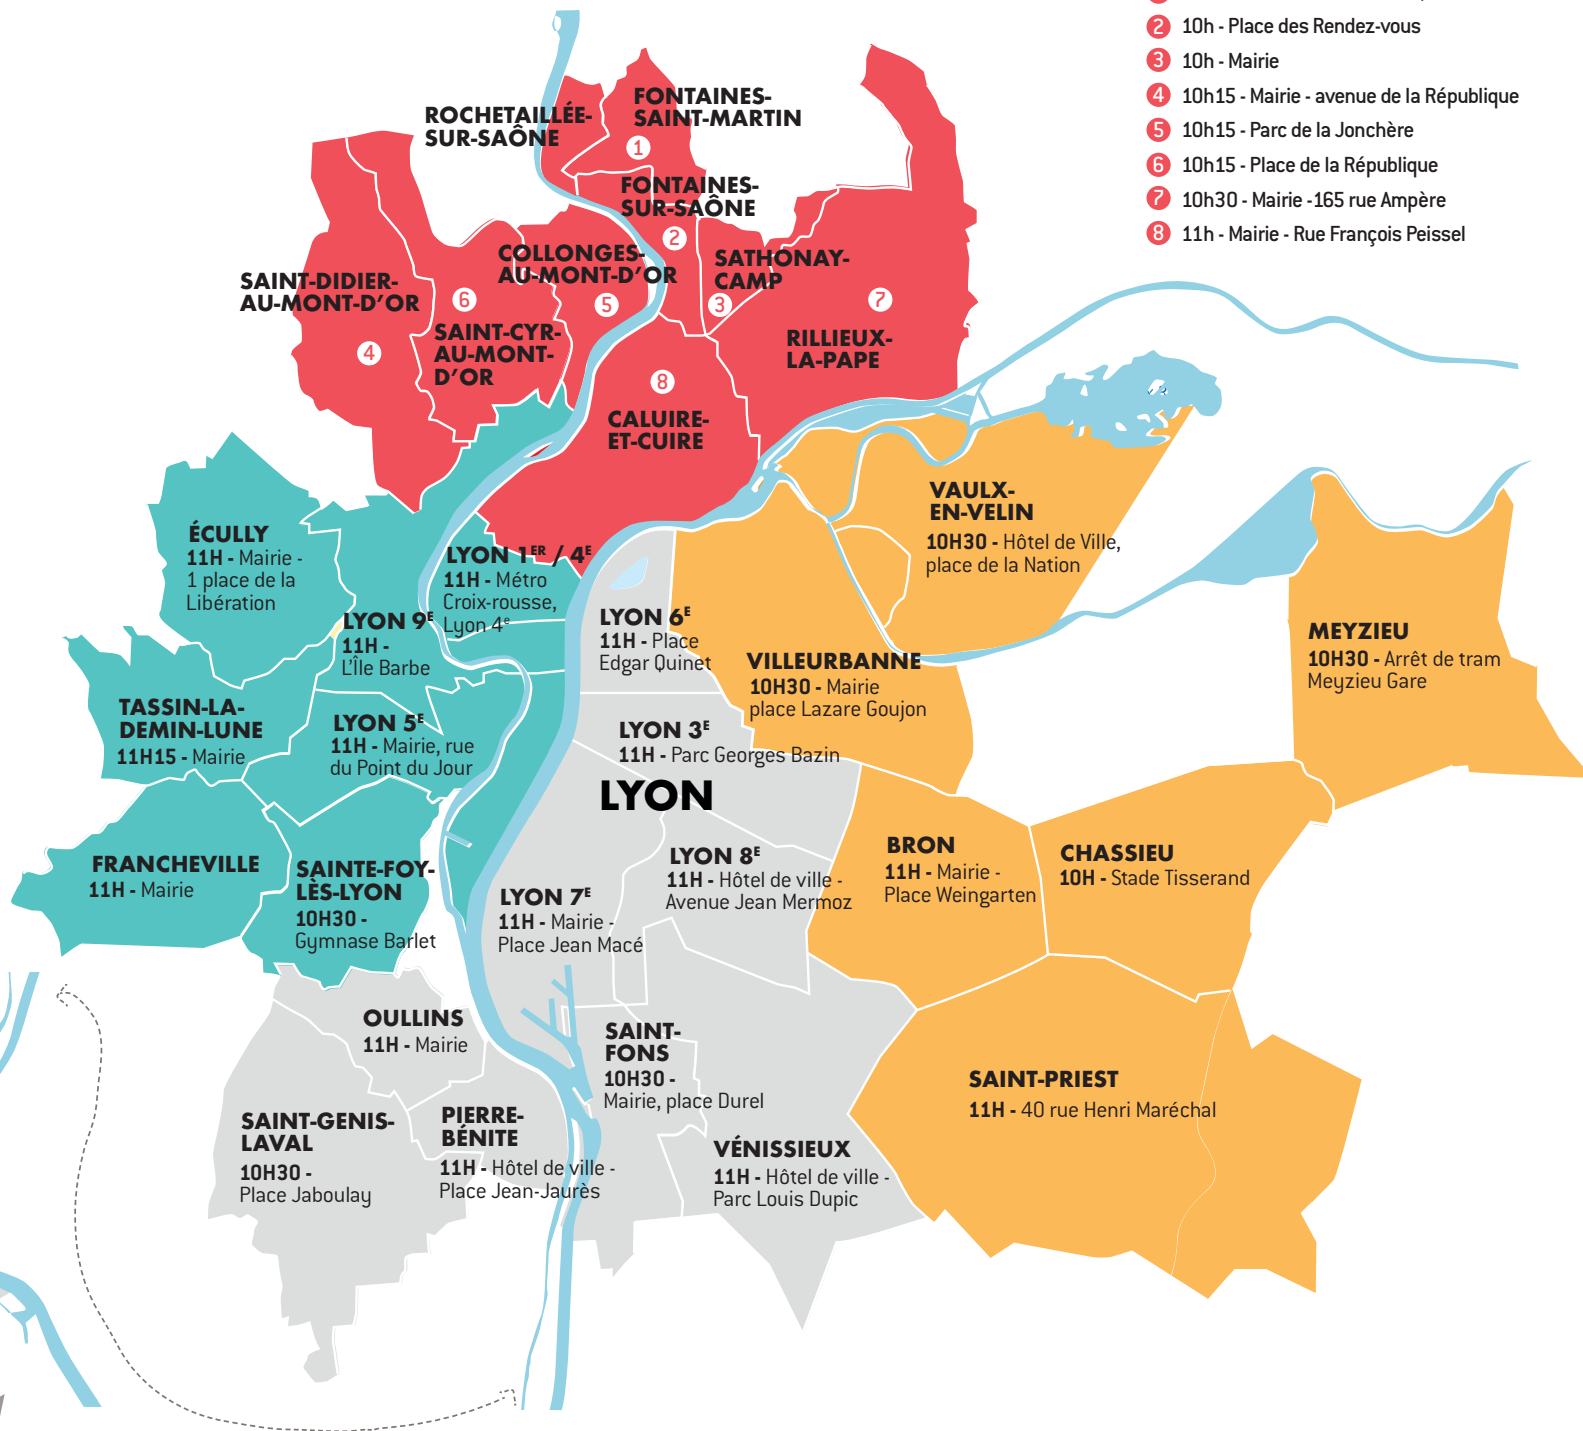 2 10h - Place des Rendez-vous
3 10h - Mairie
4 10h15 - Mairie - avenue de la République
5 10h15 - Parc de la Jonchère
6 10h15 - Place de la République
7 10h30 - Mairie -165 rue Ampère
8 11h - Mairie - Rue François Peissel
ROCHETAILLÉE-
SUR-SAÔNE
FONTAINES-
SAINT-MARTIN
1
FONTAINES-
SUR-SAÔNE
2
COLLONGES-
AU-MONT-D'OR
5
SATHONAY-
CAMP
3
SAINT-DIDIER-
AU-MONT-D'OR
4
6
SAINT-CYR-
AU-MONT-
D'OR
7
RILLIEUX-
LA-PAPE
8
CALUIRE-
ET-CUIRE
VAULX-
EN-VELIN
10H30 - Hôtel de Ville,
place de la Nation
ÉCULLY
11H - Mairie -
1 place de la
Libération
LYON 1ER / 4E
11H - Métro
Croix-rousse,
Lyon 4e
LYON 9E
11H -
L'Île Barbe
LYON 6E
11H - Place
Edgar Quinet
VILLEURBANNE
10H30 - Mairie
place Lazare Goujon
MEYZIEU
10H30 - Arrêt de tram
Meyzieu Gare
TASSIN-LA-
DEMIN-LUNE
11H15 - Mairie
LYON 5E
11H - Mairie, rue
du Point du Jour
LYON 3E
11H - Parc Georges Bazin
LYON
FRANCHEVILLE
11H - Mairie
SAINTE-FOY-
LÈS-LYON
10H30 -
Gymnase Barlet
LYON 7E
11H - Mairie -
Place Jean Macé
LYON 8E
11H - Hôtel de ville -
Avenue Jean Mermoz
BRON
11H - Mairie -
Place Weingarten
CHASSIEU
10H - Stade Tisserand
OULLINS
11H - Mairie
SAINT-
FONS
10H30 -
Mairie, place Durel
SAINT-PRIEST
11H - 40 rue Henri Maréchal
SAINT-GENIS-
LAVAL
10H30 -
Place Jaboulay
PIERRE-
BÉNITE
11H - Hôtel de ville -
Place Jean-Jaurès
VÉNISSIEUX
11H - Hôtel de ville -
Parc Louis Dupic